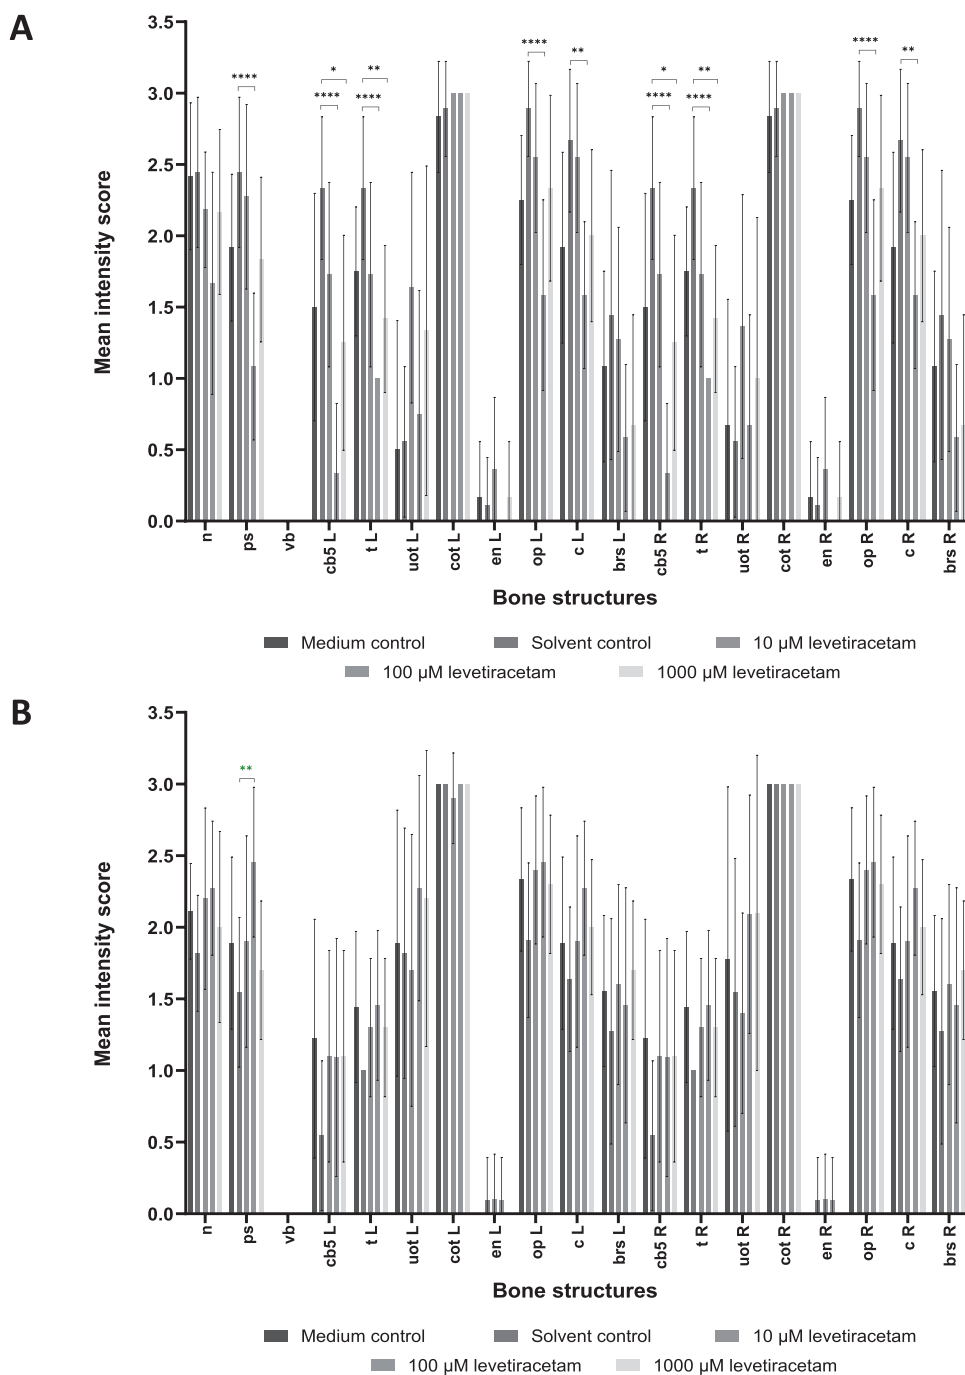 A
3.5
3.0
2.5
2.0
1.5
1.0
0.5
0.0
Mean intensity score
**** * ** **** **** **** ** * ** **** **** **** **
n ps vb cb5 L t L uot L cot L en L op L c L brs L cb5 R t R uot R cot R en R op R c R brs R
Bone structures
Medium control Solvent control 10 μM levetiracetam
100 μM levetiracetam 1000 μM levetiracetam
B
3.5
3.0
2.5
2.0
1.5
1.0
0.5
0.0
Mean intensity score
**
n ps vb cb5 L t L uot L cot L en L op L c L brs L cb5 R t R uot R cot R en R op R c R brs R
Bone structures
Medium control Solvent control 10 μM levetiracetam
100 μM levetiracetam 1000 μM levetiracetam